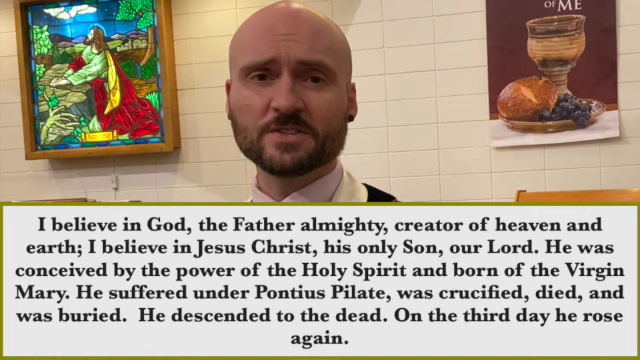 OF ME
I believe in God, the Father almighty, creator of heaven and
earth; I believe in Jesus Christ, his only Son, our Lord. He was
conceived by the power of the Holy Spirit and born of the Virgin
Mary. He suffered under Pontius Pilate, was crucified, died, and
was buried.  He descended to the dead. On the third day he rose
again.